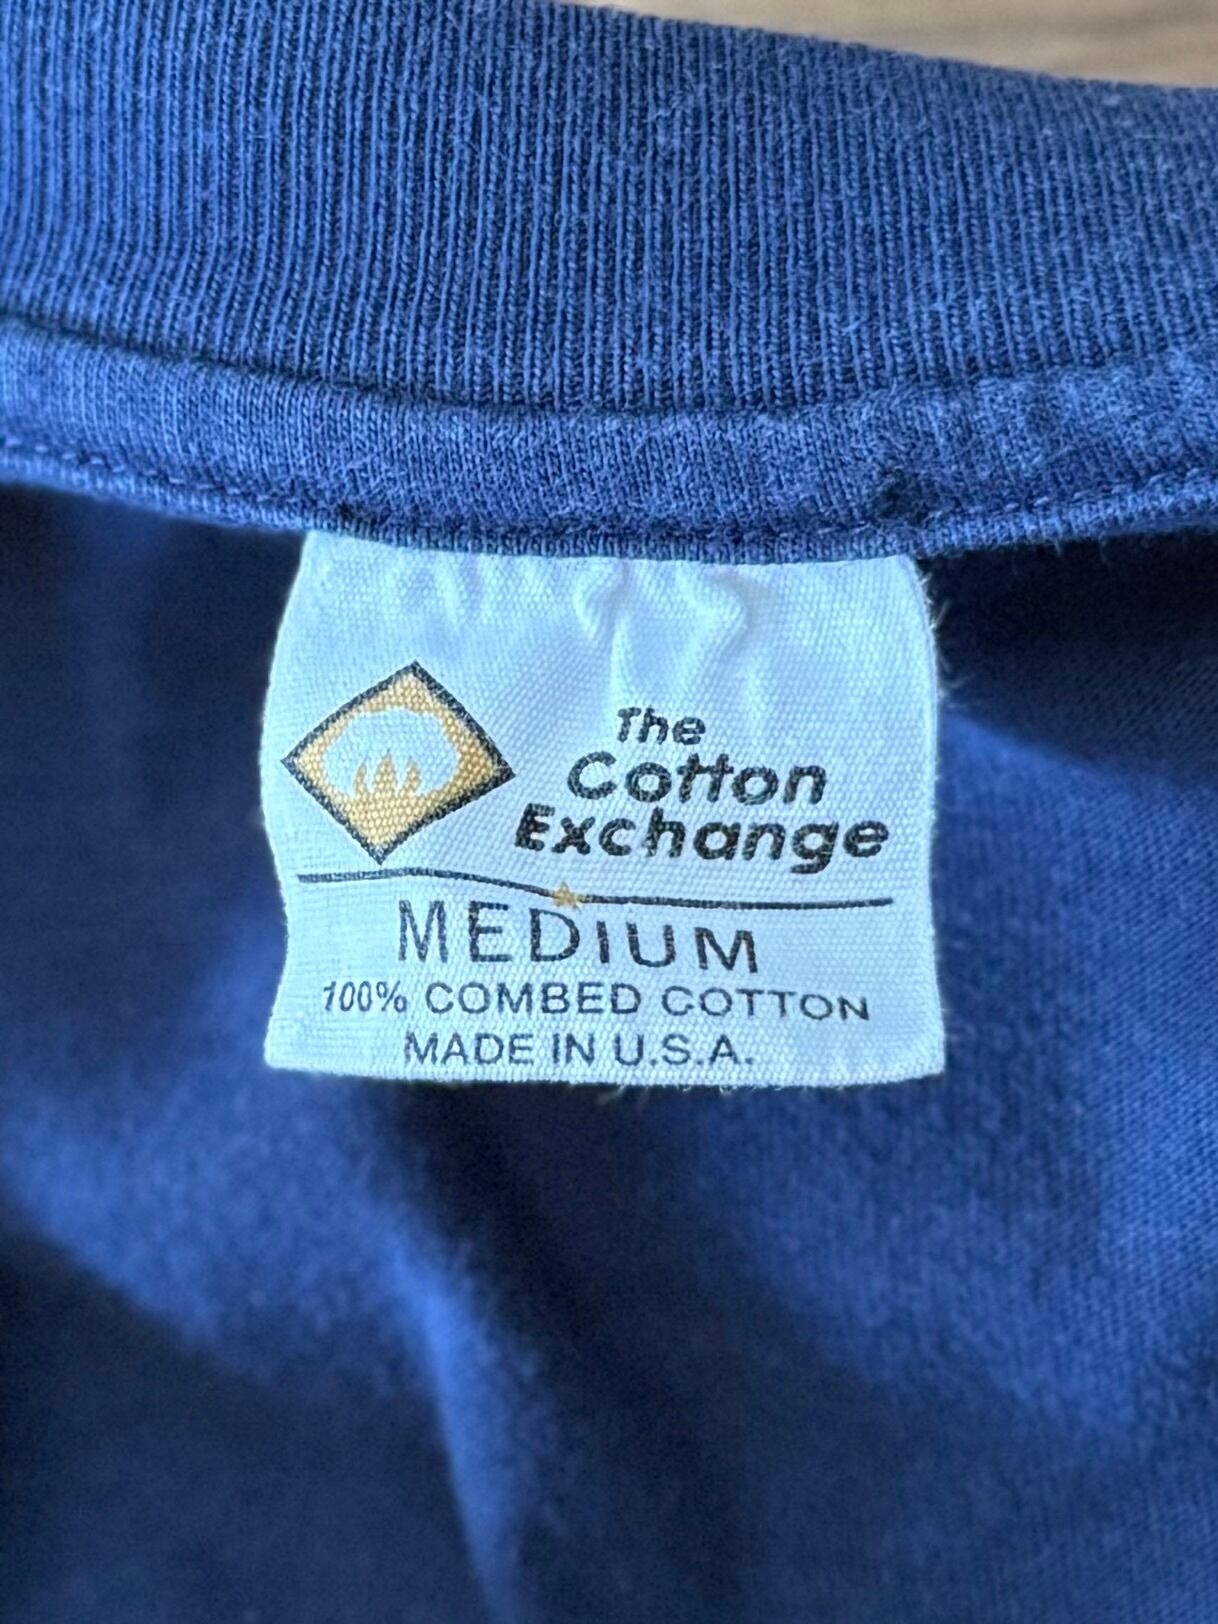 The
Cotton
Exchange
MEDIUM
100% COMBED COTTON
MADE IN U.S.A.